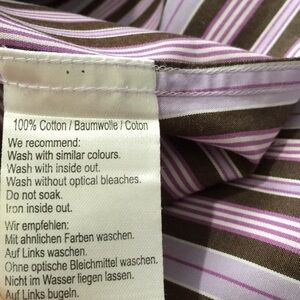 100% Cotton / Baumwolle / Coton
We recommend:
Wash with similar colours.
Wash with inside out.
Wash without optical bleaches.
Do not soak.
Iron inside out.
Wir empfehlen:
Mit ähnlichen Farben waschen.
Auf Links waschen.
Ohne optische Bleichmittel waschen.
Nicht im Wasser liegen lassen.
Auf Links bügeln.